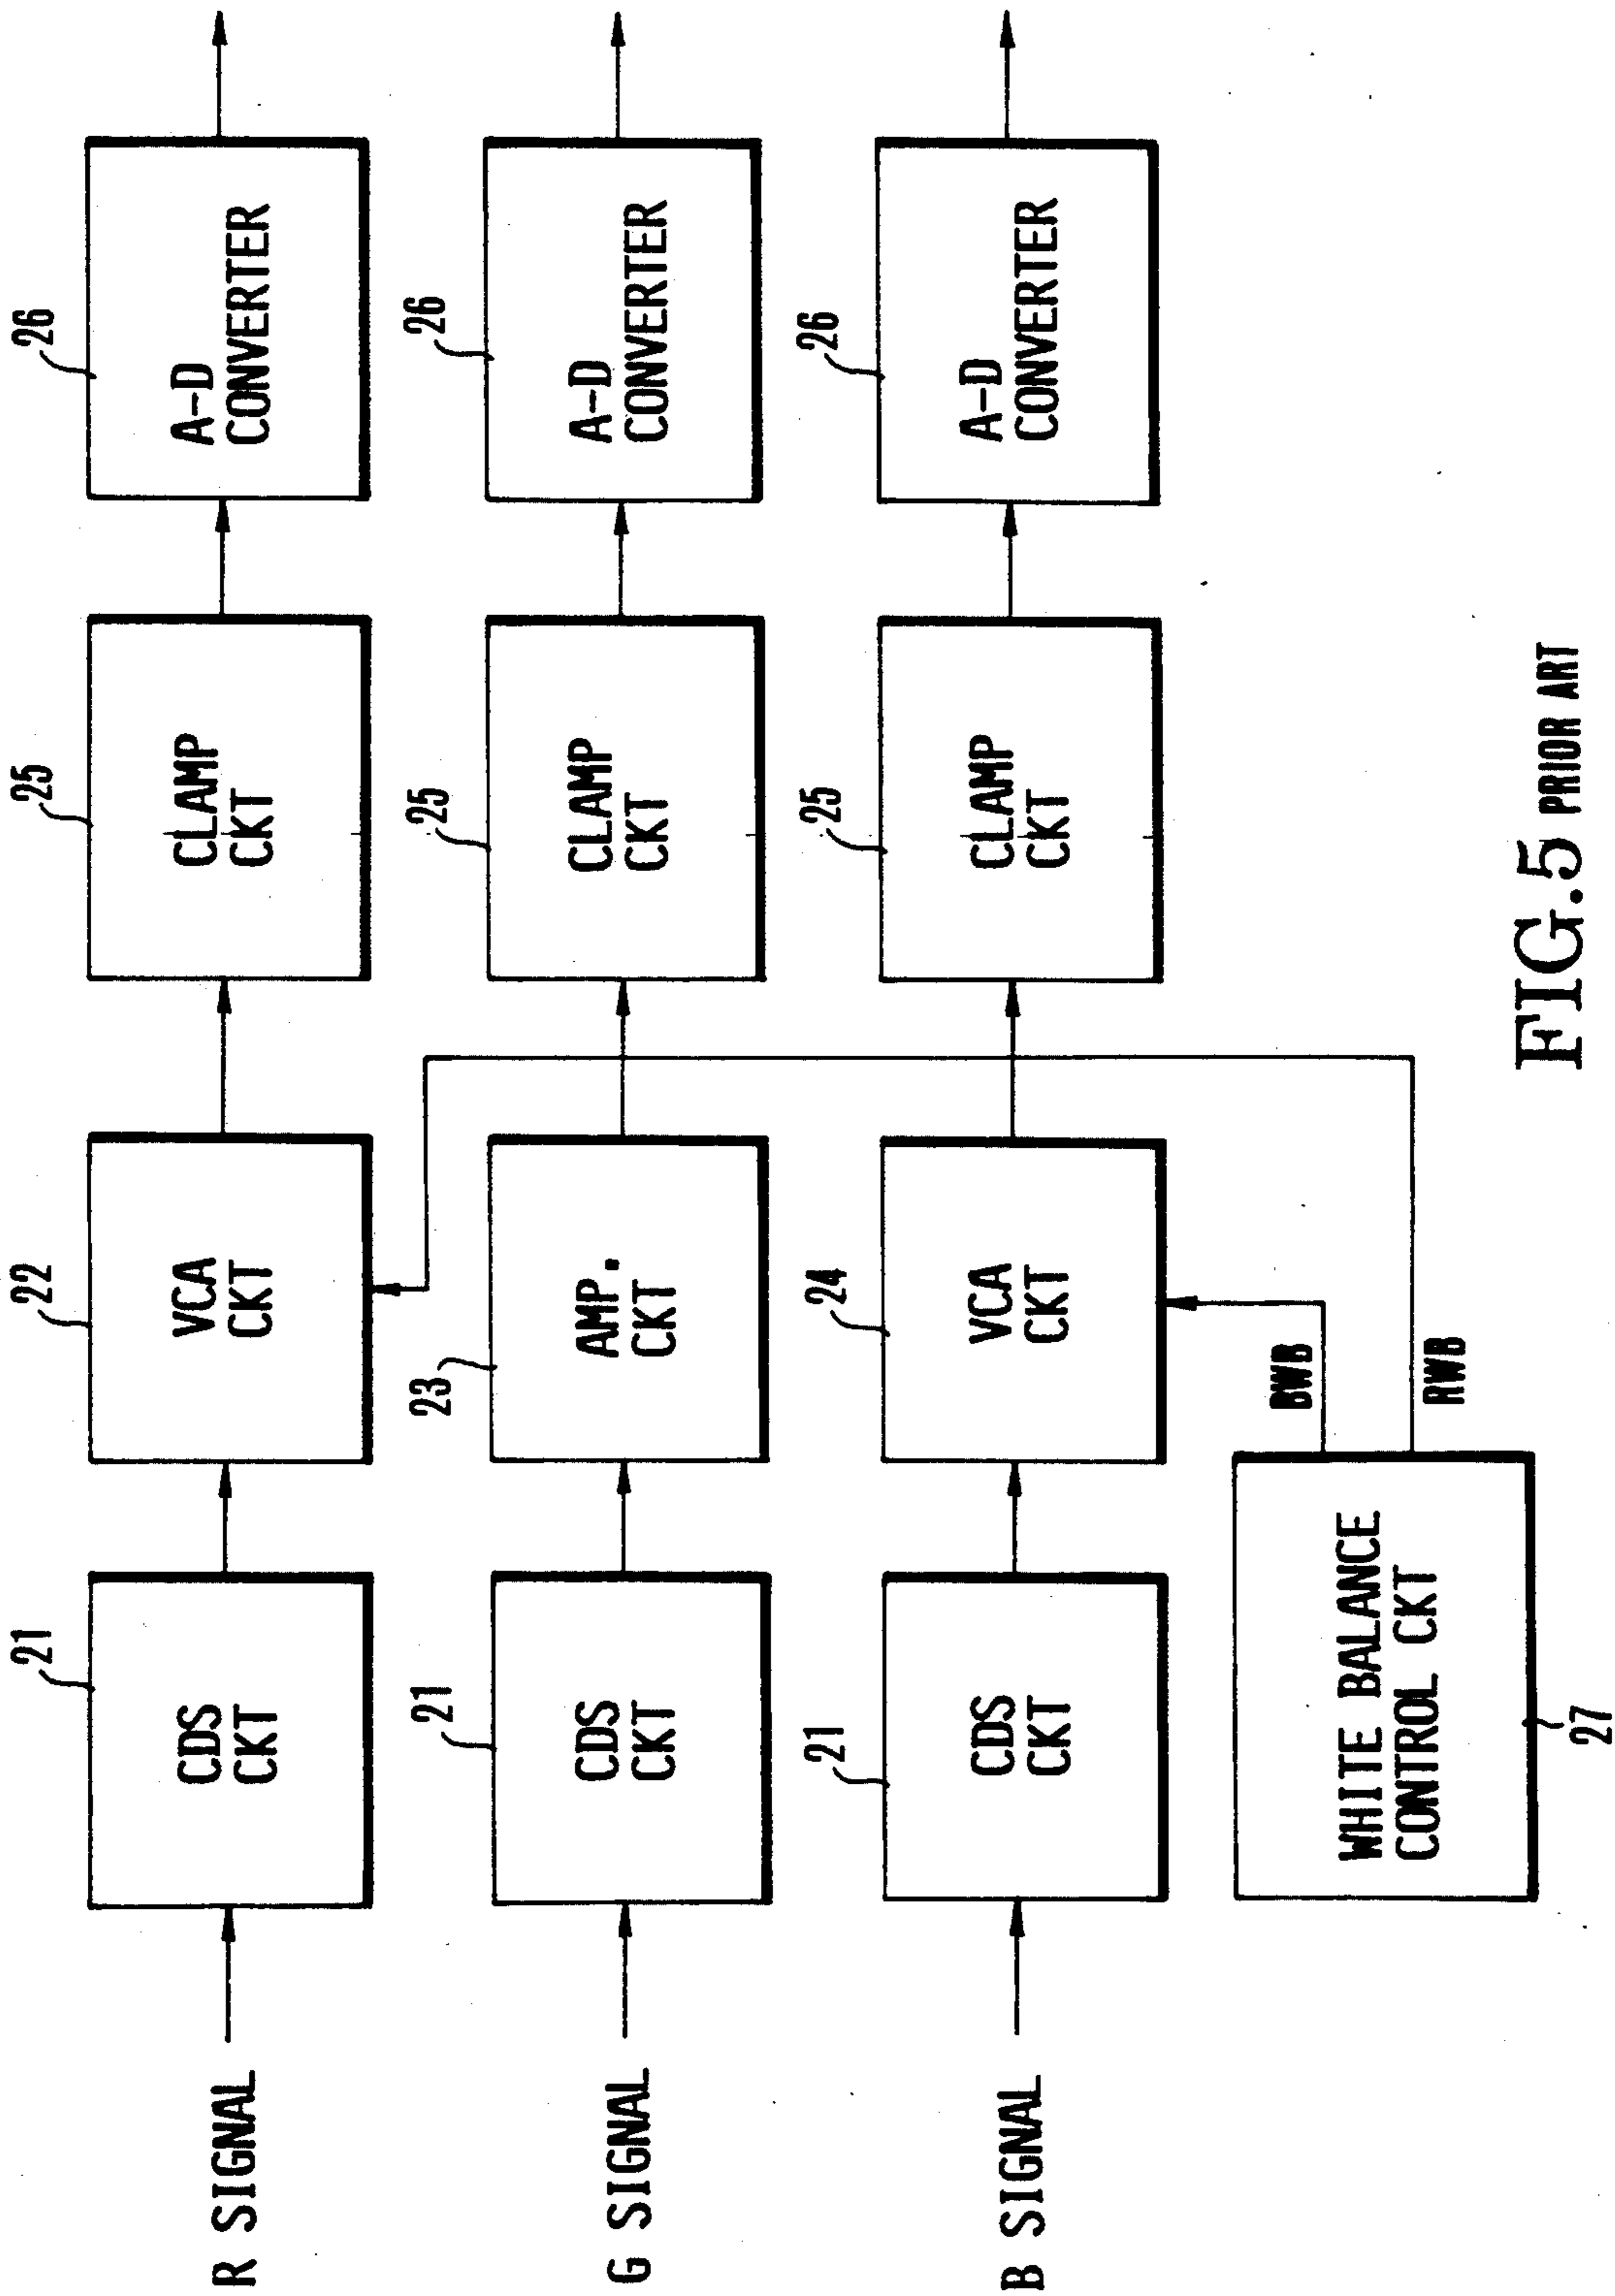 R SIGNAL
21
CDS
CKT
22
VCA
CKT
25
CLAMP
CKT
26
A-D
CONVERTER
G SIGNAL
21
CDS
CKT
23
AMP.
CKT
25
CLAMP
CKT
26
A-D
CONVERTER
B SIGNAL
21
CDS
CKT
24
VCA
CKT
25
CLAMP
CKT
26
A-D
CONVERTER
WHITE BALANCE
CONTROL CKT
27
BWB
RWB
FIG.5 PRIOR ART